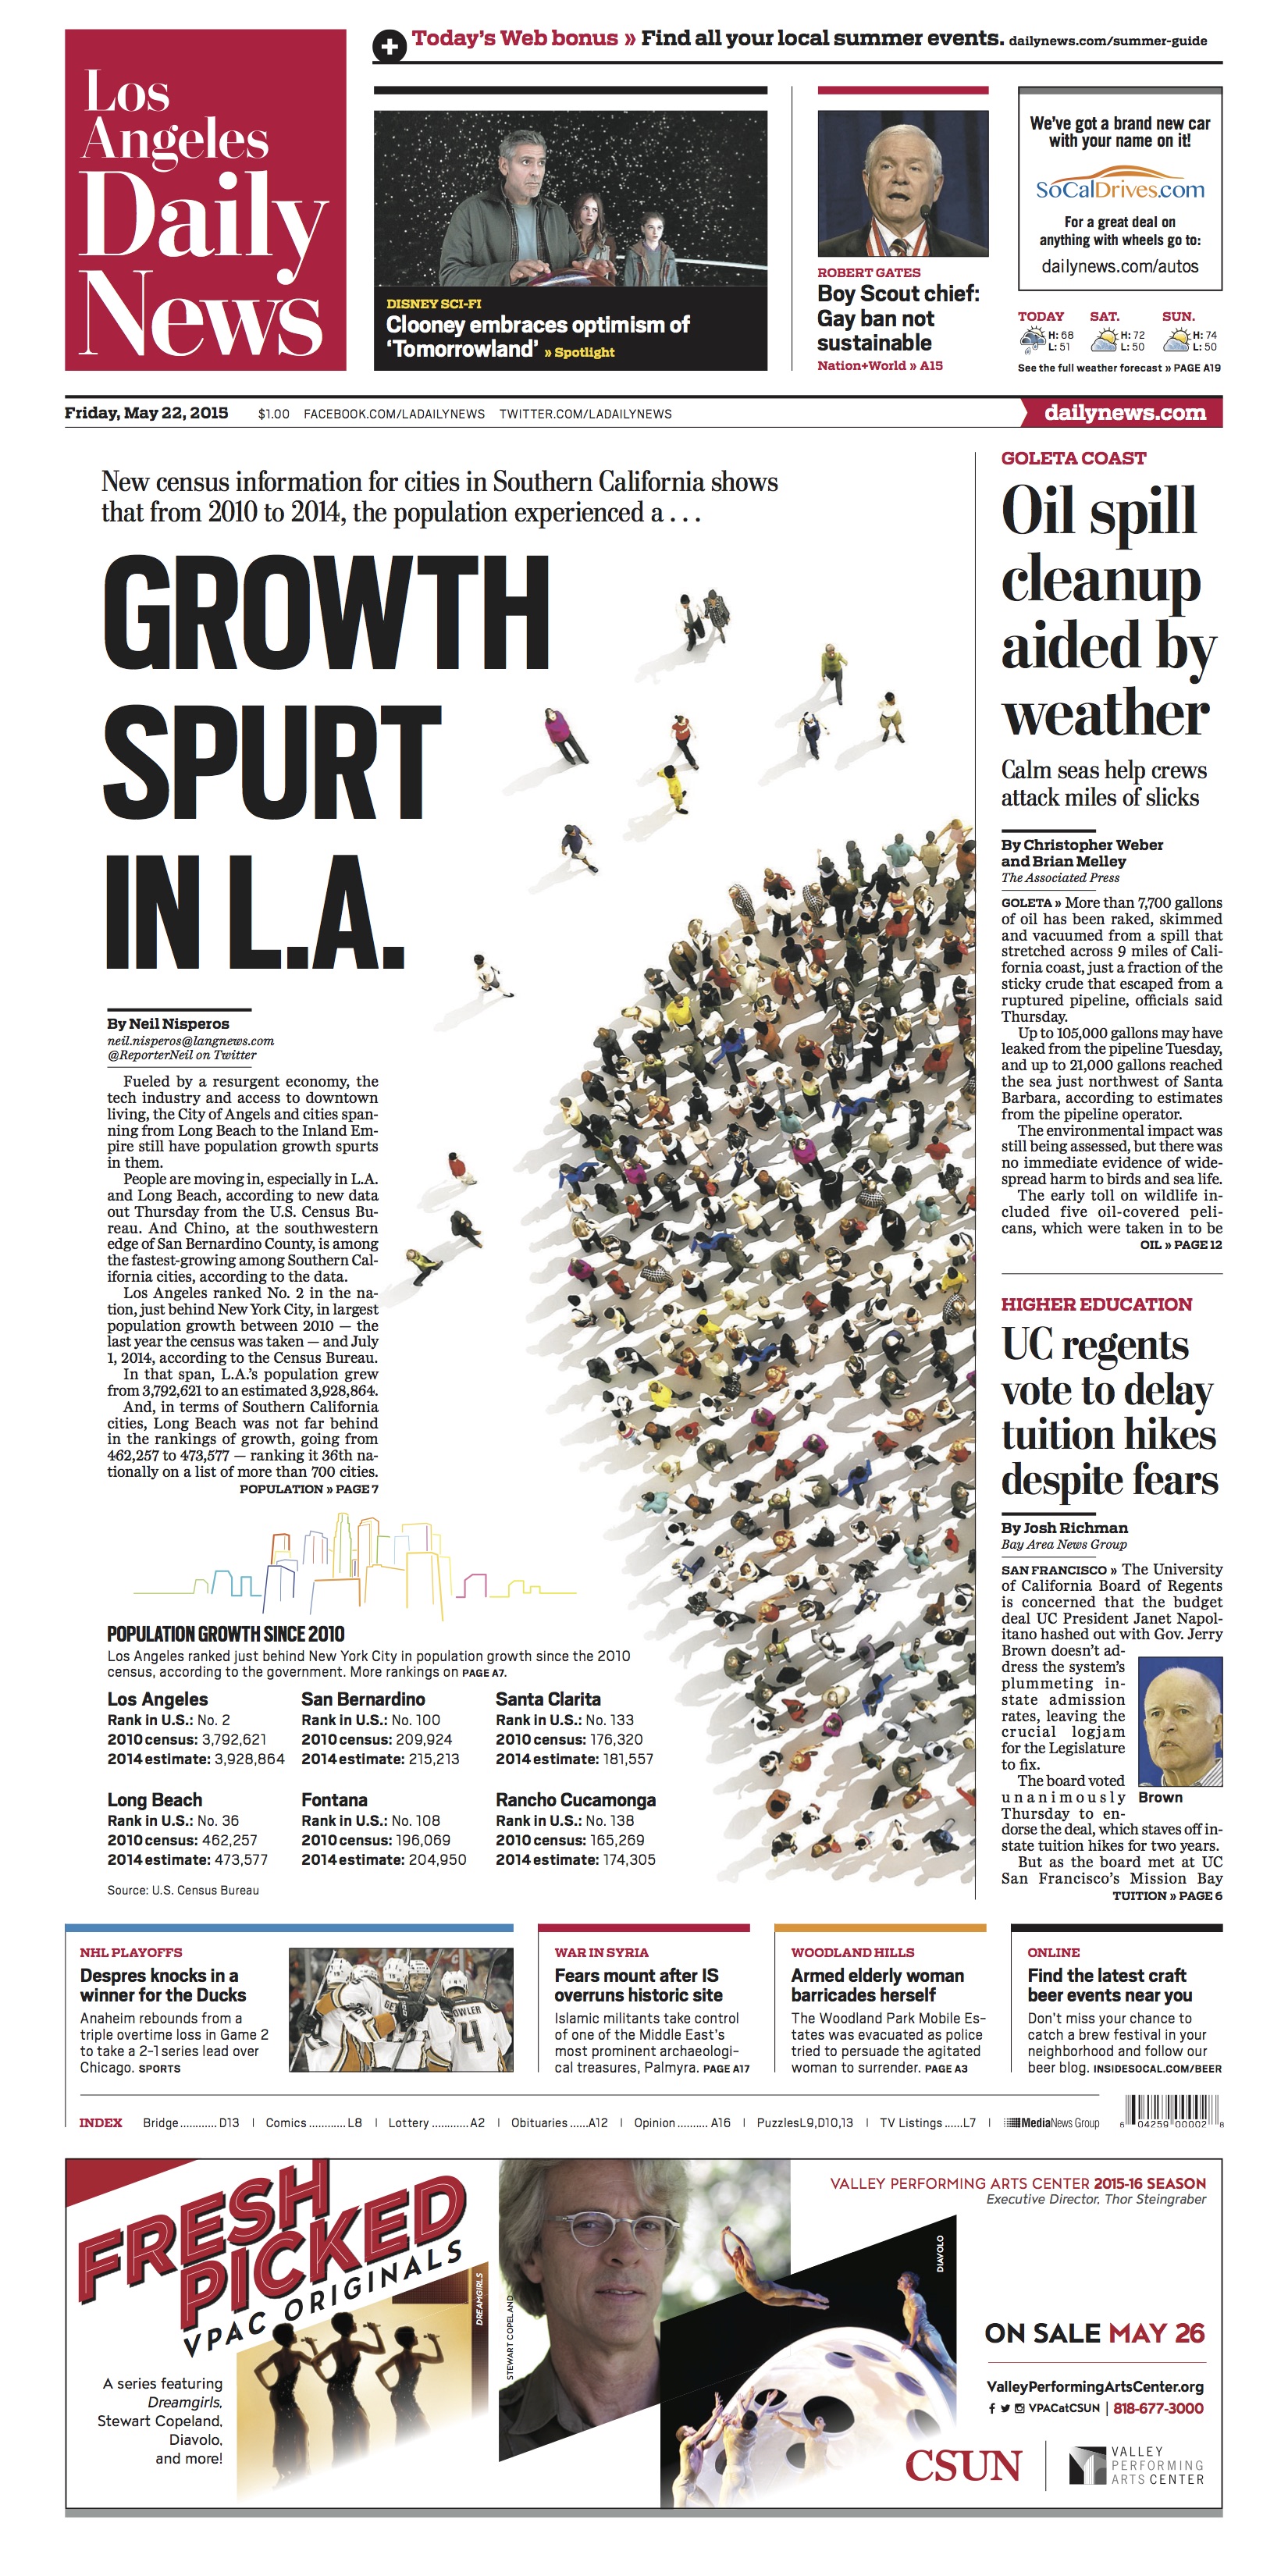 Los
Angeles
Daily
News
+ Today's Web bonus » Find all your local summer events. dailynews.com/summer-guide
DISNEY SCI-FI
Clooney embraces optimism of
‘Tomorrowland’ » Spotlight
ROBERT GATES
Boy Scout chief:
Gay ban not
sustainable
Nation+World » A15
We've got a brand new car
with your name on it!
SoCalDrives.com
For a great deal on
anything with wheels go to:
dailynews.com/autos
TODAY SAT. SUN.
H: 68 H: 72 H: 74
L: 51 L: 50 L: 50
See the full weather forecast » PAGE A19
Friday, May 22, 2015 $1.00 FACEBOOK.COM/LADAILYNEWS TWITTER.COM/LADAILYNEWS dailynews.com
New census information for cities in Southern California shows
that from 2010 to 2014, the population experienced a . . .
GROWTH
SPURT
IN L.A.
By Neil Nisperos
neil.nisperos@langnews.com
@ReporterNeil on Twitter
Fueled by a resurgent economy, the
tech industry and access to downtown
living, the City of Angels and cities span-
ning from Long Beach to the Inland Em-
pire still have population growth spurts
in them.
People are moving in, especially in L.A.
and Long Beach, according to new data
out Thursday from the U.S. Census Bu-
reau. And Chino, at the southwestern
edge of San Bernardino County, is among
the fastest-growing among Southern Cal-
ifornia cities, according to the data.
Los Angeles ranked No. 2 in the na-
tion, just behind New York City, in largest
population growth between 2010 — the
last year the census was taken — and July
1, 2014, according to the Census Bureau.
In that span, L.A.'s population grew
from 3,792,621 to an estimated 3,928,864.
And, in terms of Southern California
cities, Long Beach was not far behind
in the rankings of growth, going from
462,257 to 473,577 — ranking it 36th na-
tionally on a list of more than 700 cities.
POPULATION » PAGE 7
POPULATION GROWTH SINCE 2010
Los Angeles ranked just behind New York City in population growth since the 2010
census, according to the government. More rankings on PAGE A7.
Los Angeles
Rank in U.S.: No. 2
2010 census: 3,792,621
2014 estimate: 3,928,864
San Bernardino
Rank in U.S.: No. 100
2010 census: 209,924
2014 estimate: 215,213
Santa Clarita
Rank in U.S.: No. 133
2010 census: 176,320
2014 estimate: 181,557
Long Beach
Rank in U.S.: No. 36
2010 census: 462,257
2014 estimate: 473,577
Fontana
Rank in U.S.: No. 108
2010 census: 196,069
2014 estimate: 204,950
Rancho Cucamonga
Rank in U.S.: No. 138
2010 census: 165,269
2014 estimate: 174,305
Source: U.S. Census Bureau
GOLETA COAST
Oil spill
cleanup
aided by
weather
Calm seas help crews
attack miles of slicks
By Christopher Weber
and Brian Melley
The Associated Press
GOLETA » More than 7,700 gallons
of oil has been raked, skimmed
and vacuumed from a spill that
stretched across 9 miles of Cali-
fornia coast, just a fraction of the
sticky crude that escaped from a
ruptured pipeline, officials said
Thursday.
Up to 105,000 gallons may have
leaked from the pipeline Tuesday,
and up to 21,000 gallons reached
the sea just northwest of Santa
Barbara, according to estimates
from the pipeline operator.
The environmental impact was
still being assessed, but there was
no immediate evidence of wide-
spread harm to birds and sea life.
The early toll on wildlife in-
cluded five oil-covered peli-
cans, which were taken in to be
OIL » PAGE 12
HIGHER EDUCATION
UC regents
vote to delay
tuition hikes
despite fears
By Josh Richman
Bay Area News Group
SAN FRANCISCO » The University
of California Board of Regents
is concerned that the budget
deal UC President Janet Napol-
itano hashed out with Gov. Jerry
Brown doesn't ad-
dress the system's
plummeting in-
state admission
rates, leaving the
crucial logjam
for the Legislature
to fix.
The board voted
unanimously
Thursday to en-
dorse the deal, which staves off in-
state tuition hikes for two years.
But as the board met at UC
San Francisco's Mission Bay
TUITION » PAGE 6
Brown
NHL PLAYOFFS
Despres knocks in a
winner for the Ducks
Anaheim rebounds from a
triple overtime loss in Game 2
to take a 2-1 series lead over
Chicago. SPORTS
FOWLER
4
WAR IN SYRIA
Fears mount after IS
overruns historic site
Islamic militants take control
of one of the Middle East's
most prominent archaeologi-
cal treasures, Palmyra. PAGE A17
WOODLAND HILLS
Armed elderly woman
barricades herself
The Woodland Park Mobile Es-
tates was evacuated as police
tried to persuade the agitated
woman to surrender. PAGE A3
ONLINE
Find the latest craft
beer events near you
Don't miss your chance to
catch a brew festival in your
neighborhood and follow our
beer blog. INSIDESOCAL.COM/BEER
INDEX Bridge............D13 | Comics............L8 | Lottery............A2 | Obituaries......A12 | Opinion..........A16 | PuzzlesL9,D10,13 | TV Listings......L7 | MediaNews Group
6 04259 00002 8
FRESH
PICKED
VPAC ORIGINALS
A series featuring
Dreamgirls,
Stewart Copeland,
Diavolo,
and more!
DREAMGIRLS
STEWART COPELAND
DIAVOLO
VALLEY PERFORMING ARTS CENTER 2015-16 SEASON
Executive Director, Thor Steingraber
ON SALE MAY 26
ValleyPerformingArtsCenter.org
VPACatCSUN | 818-677-3000
CSUN
VALLEY
PERFORMING
ARTS CENTER